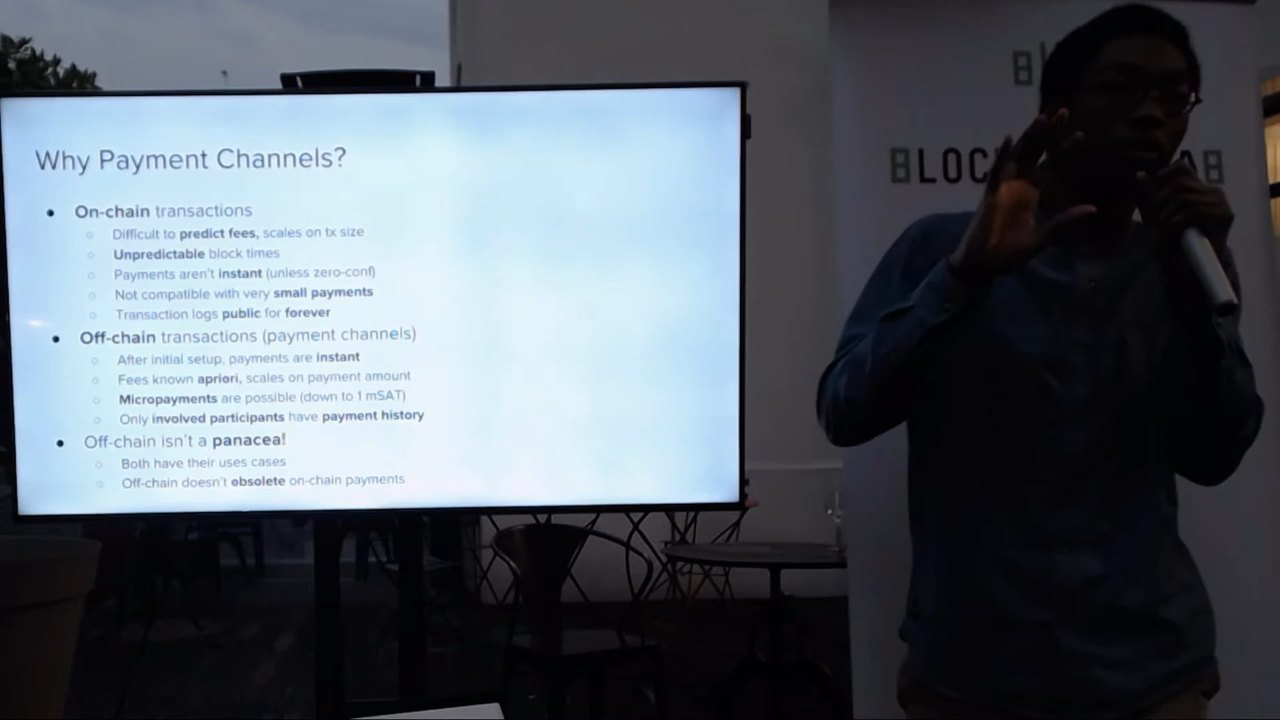 Why Payment Channels?
● On-chain transactions
○ Difficult to predict fees, scales on tx size
○ Unpredictable block times
○ Payments aren't instant (unless zero-conf)
○ Not compatible with very small payments
○ Transaction logs public for forever
● Off-chain transactions (payment channels)
○ After initial setup, payments are instant
○ Fees known apriori, scales on payment amount
○ Micropayments are possible (down to 1 mSAT)
○ Only involved participants have payment history
● Off-chain isn't a panacea!
○ Both have their uses cases
○ Off-chain doesn't obsolete on-chain payments